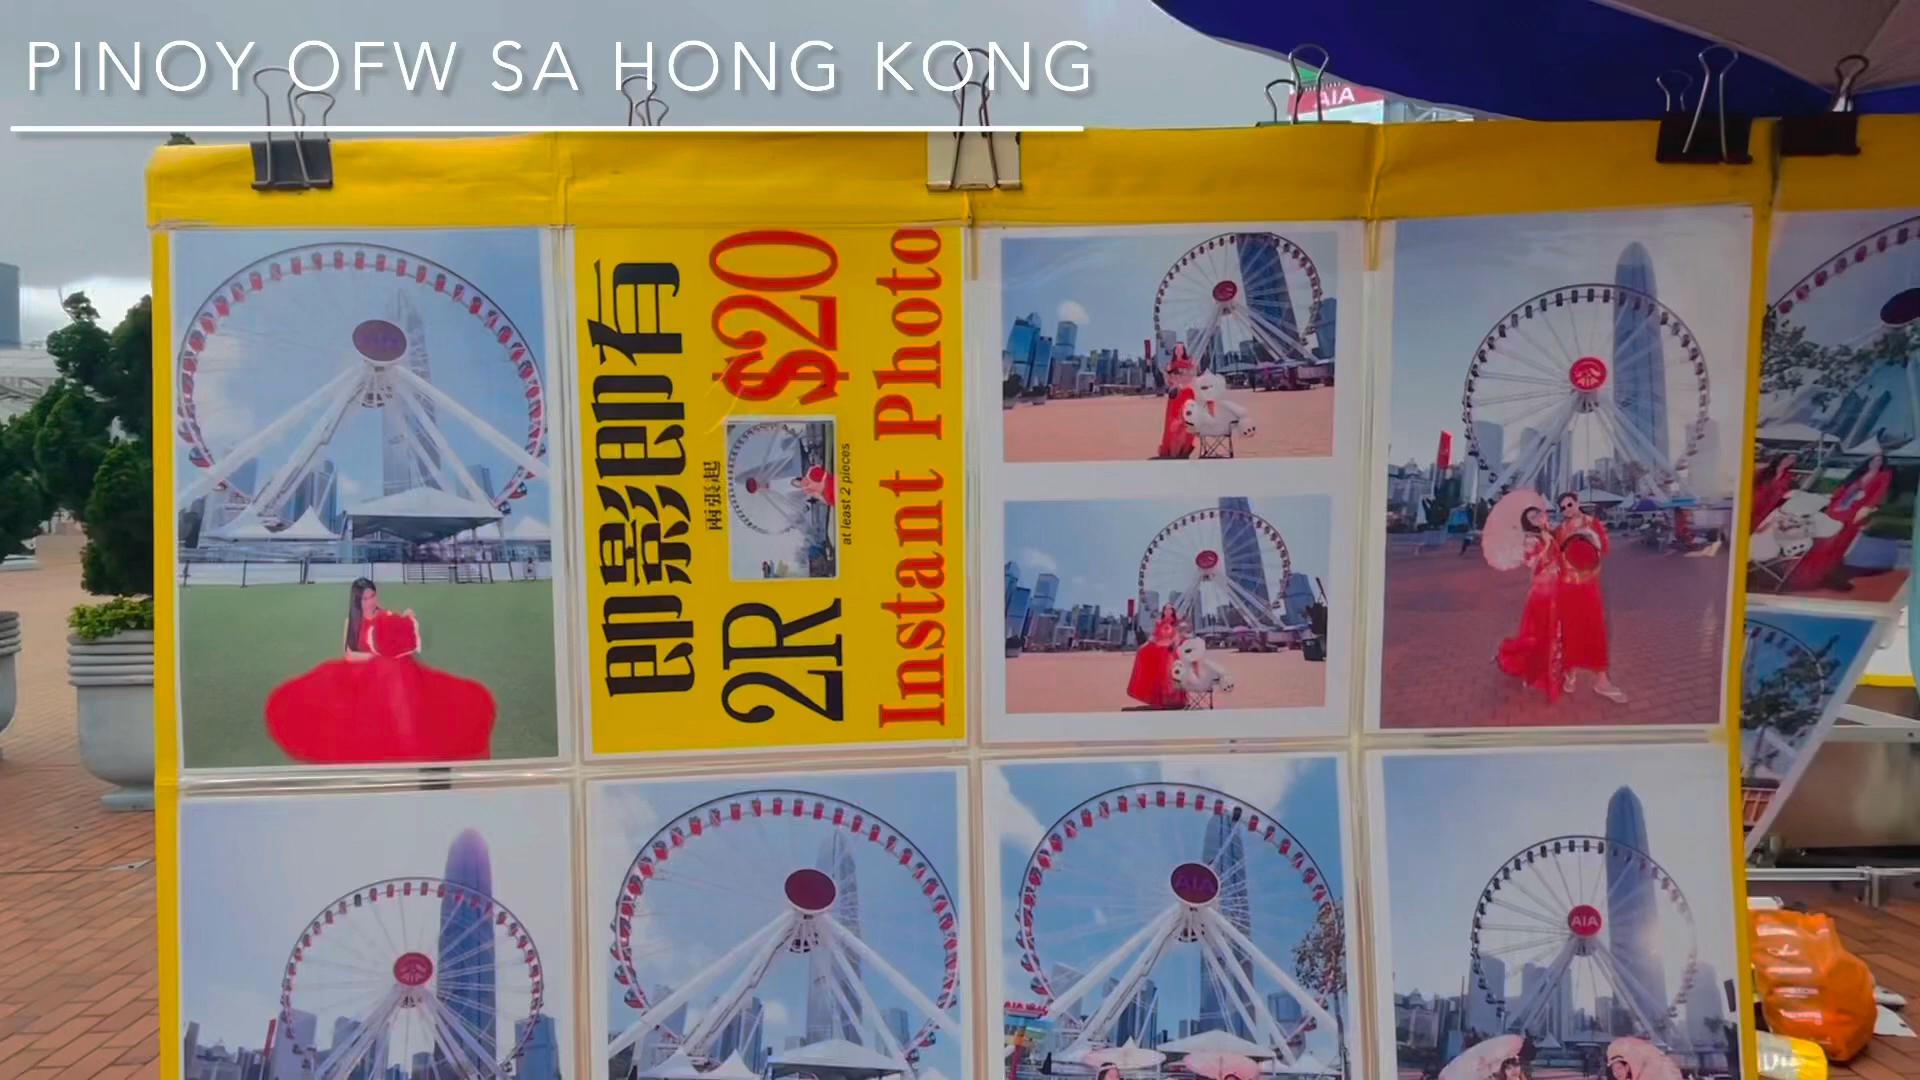 PINOY OFW SA HONG KONG
AIA
即影即有
兩張起
2R $20
at least 2 pieces
Instant Photo
AIA
AIA